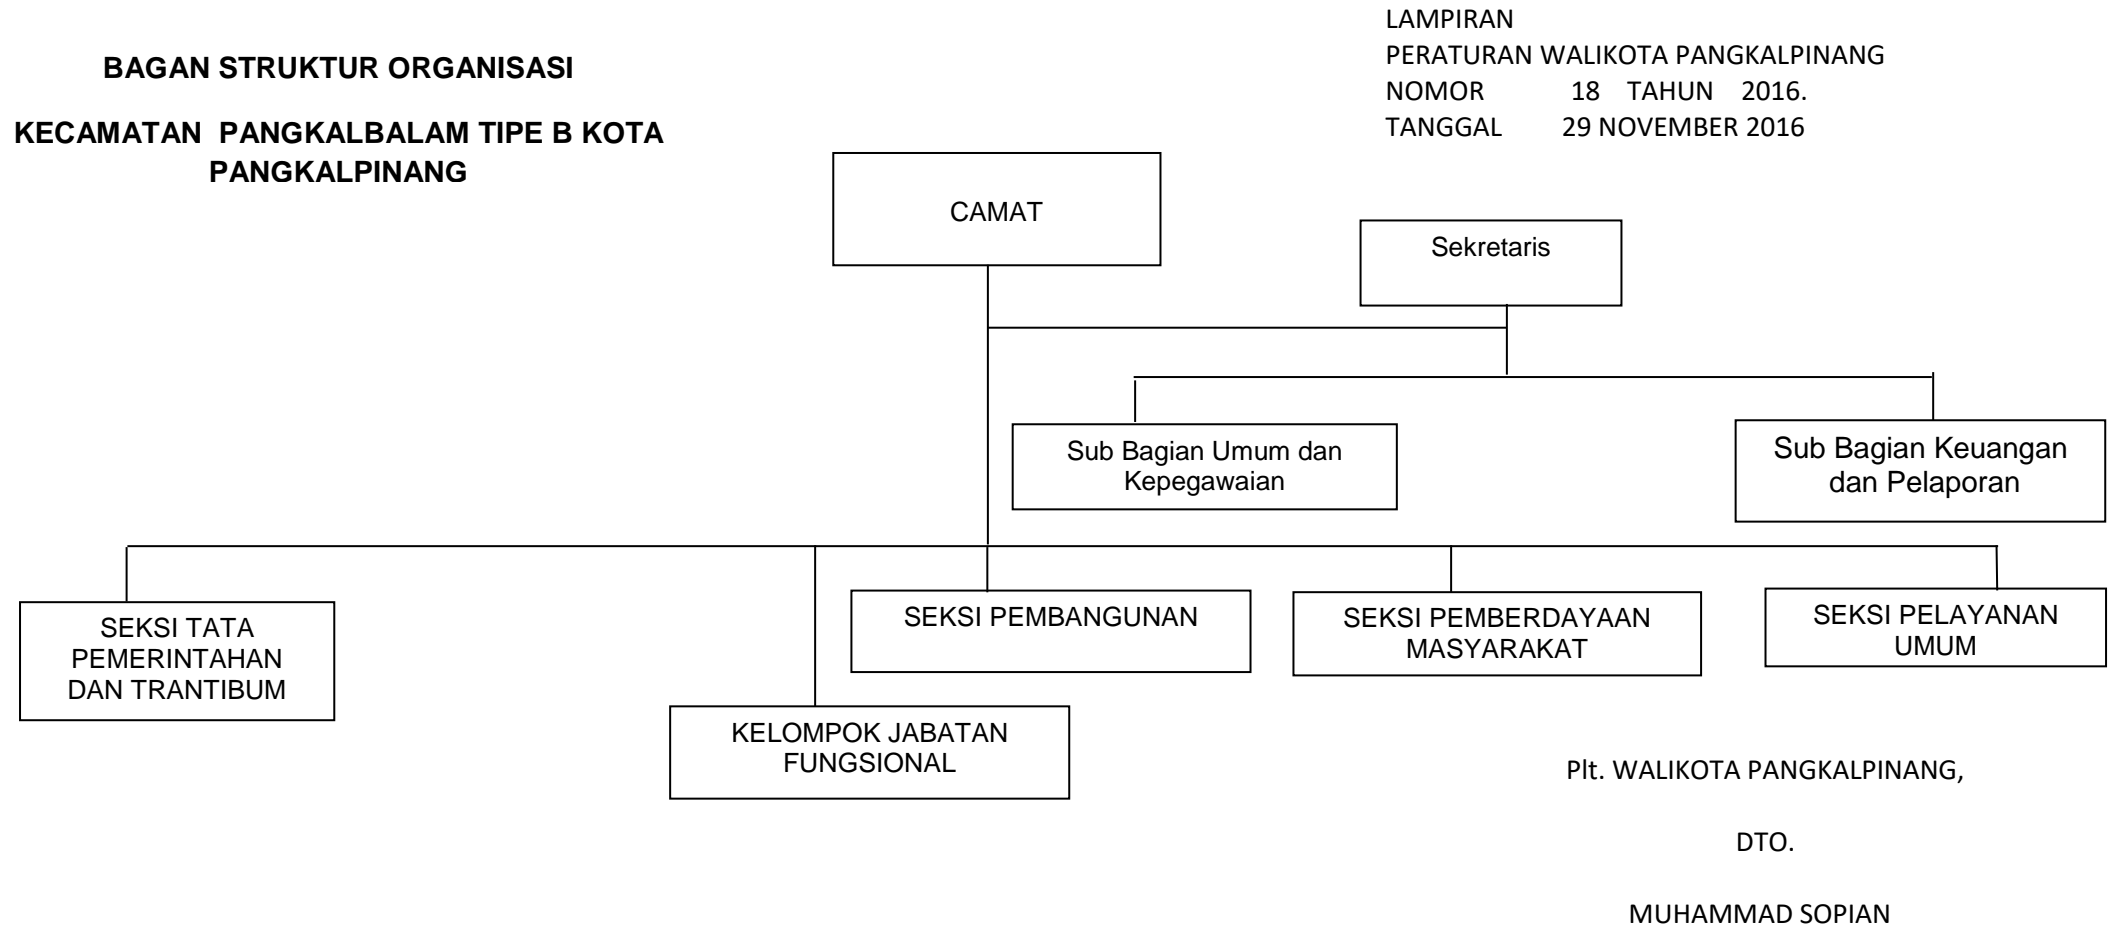 LAMPIRAN
PERATURAN WALIKOTA PANGKALPINANG
NOMOR 18 TAHUN 2016.
TANGGAL 29 NOVEMBER 2016
BAGAN STRUKTUR ORGANISASI
KECAMATAN PANGKALBALAM TIPE B KOTA
PANGKALPINANG
CAMAT
Sekretaris
Sub Bagian Umum dan
Kepegawaian
Sub Bagian Keuangan
dan Pelaporan
SEKSI TATA
PEMERINTAHAN
DAN TRANTIBUM
KELOMPOK JABATAN
FUNGSIONAL
SEKSI PEMBANGUNAN
SEKSI PEMBERDAYAAN
MASYARAKAT
SEKSI PELAYANAN
UMUM
Plt. WALIKOTA PANGKALPINANG,
DTO.
MUHAMMAD SOPIAN